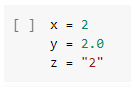 [ ] x = 2
y = 2.0
z = "2"